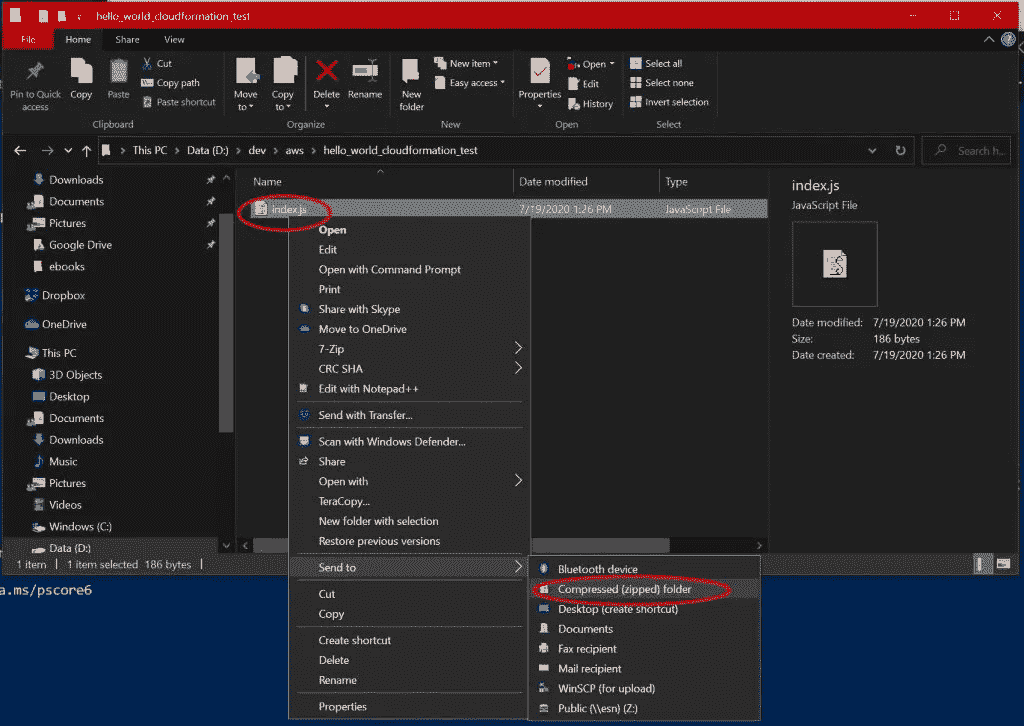 hello_world_cloudformation_test
File Home Share View
Pin to Quick access
Copy
Paste
Cut
Copy path
Paste shortcut
Clipboard
Move to
Copy to
Delete
Rename
Organize
New folder
New item
Easy access
New
Properties
Open
Edit
History
Open
Select all
Select none
Invert selection
Select
This PC > Data (D:) > dev > aws > hello_world_cloudformation_test
Search h...
Downloads
Documents
Pictures
Google Drive
ebooks
Dropbox
OneDrive
This PC
3D Objects
Desktop
Documents
Downloads
Music
Pictures
Videos
Windows (C:)
Data (D:)
Name Date modified Type
index.js 7/19/2020 1:26 PM JavaScript File
Open
Edit
Open with Command Prompt
Print
Share with Skype
Move to OneDrive
7-Zip
CRC SHA
Edit with Notepad++
Send with Transfer...
Scan with Windows Defender...
Share
Open with
TeraCopy...
New folder with selection
Restore previous versions
Send to
Cut
Copy
Create shortcut
Delete
Rename
Properties
Bluetooth device
Compressed (zipped) folder
Desktop (create shortcut)
Documents
Fax recipient
Mail recipient
WinSCP (for upload)
Public (\\esn) (Z:)
index.js
JavaScript File
Date modified: 7/19/2020 1:26 PM
Size: 186 bytes
Date created: 7/19/2020 1:26 PM
1 item 1 item selected 186 bytes
a.ms/pscore6